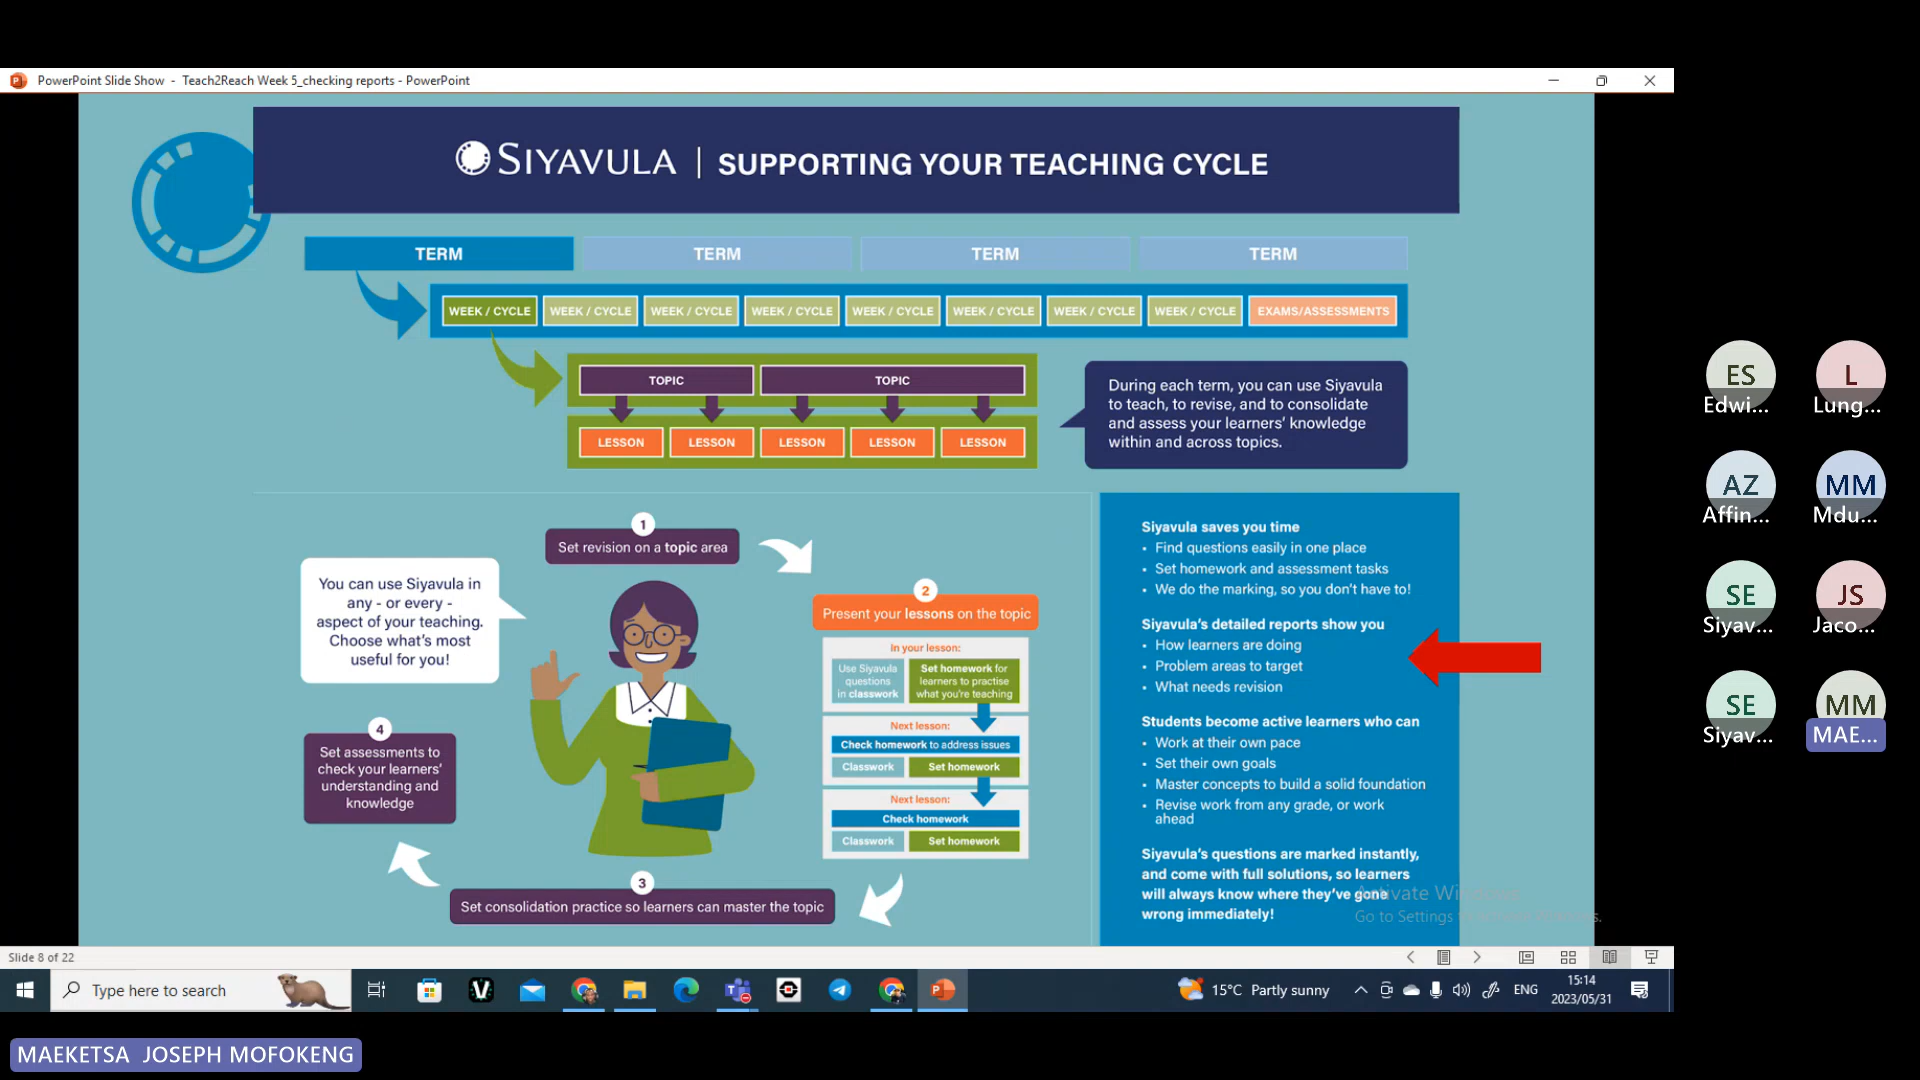 PowerPoint Slide Show - Teach2Reach Week 5_checking reports - PowerPoint
SIYAVULA | SUPPORTING YOUR TEACHING CYCLE
TERM TERM TERM TERM
WEEK / CYCLE WEEK / CYCLE WEEK / CYCLE WEEK / CYCLE WEEK / CYCLE WEEK / CYCLE WEEK / CYCLE WEEK / CYCLE EXAMS/ASSESSMENTS
TOPIC TOPIC
LESSON LESSON LESSON LESSON LESSON
During each term, you can use Siyavula
to teach, to revise, and to consolidate
and assess your learners' knowledge
within and across topics.
1
Set revision on a topic area
You can use Siyavula in
any - or every -
aspect of your teaching.
Choose what's most
useful for you!
2
Present your lessons on the topic
In your lesson:
Use Siyavula
questions
in classwork
Set homework for
learners to practise
what you're teaching
Next lesson:
Check homework to address issues
Classwork Set homework
Next lesson:
Check homework
Classwork Set homework
3
Set consolidation practice so learners can master the topic
4
Set assessments to
check your learners'
understanding and
knowledge
Siyavula saves you time
• Find questions easily in one place
• Set homework and assessment tasks
• We do the marking, so you don't have to!
Siyavula's detailed reports show you
• How learners are doing
• Problem areas to target
• What needs revision
Students become active learners who can
• Work at their own pace
• Set their own goals
• Master concepts to build a solid foundation
• Revise work from any grade, or work
ahead
Siyavula's questions are marked instantly,
and come with full solutions, so learners
will always know where they've gone
wrong immediately!
Activate Windows
Go to Settings
ES L
Edwi... Lung...
AZ MM
Affin... Mdu...
SE JS
Siyav... Jaco...
SE MM
Siyav... MAE...
Slide 8 of 22
Type here to search
15°C Partly sunny
ENG
15:14
2023/05/31
MAEKETSA JOSEPH MOFOKENG